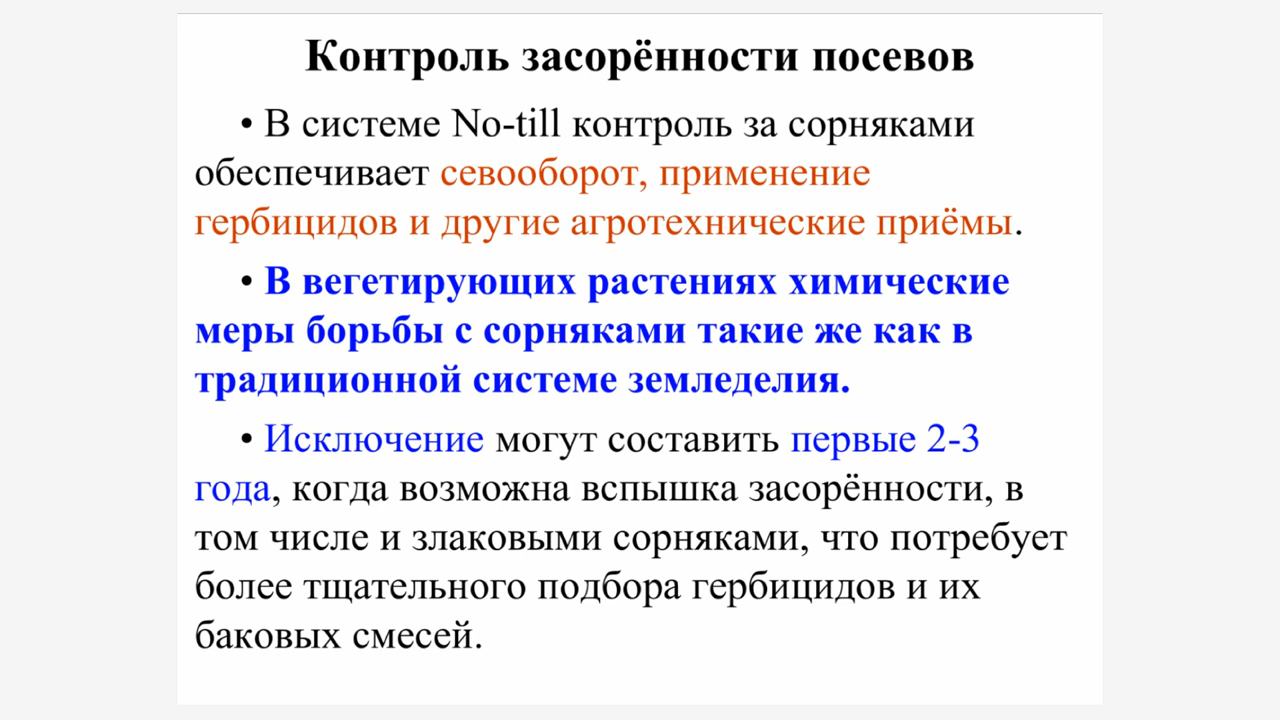 Контроль засорённости посевов
• В системе No-till контроль за сорняками
обеспечивает севооборот, применение
гербицидов и другие агротехнические приёмы.
• В вегетирующих растениях химические
меры борьбы с сорняками такие же как в
традиционной системе земледелия.
• Исключение могут составить первые 2-3
года, когда возможна вспышка засорённости, в
том числе и злаковыми сорняками, что потребует
более тщательного подбора гербицидов и их
баковых смесей.